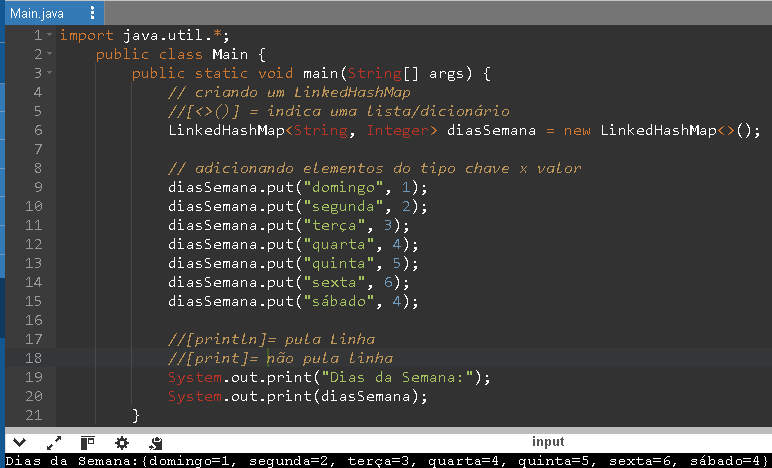 Main.java
1 import java.util.*;
2 public class Main {
3 public static void main(String[] args) {
4 // criando um LinkedHashMap
5 //[<>()] = indica uma lista/dicionário
6 LinkedHashMap<String, Integer> diasSemana = new LinkedHashMap<>();
7
8 // adicionando elementos do tipo chave x valor
9 diasSemana.put("domingo", 1);
10 diasSemana.put("segunda", 2);
11 diasSemana.put("terça", 3);
12 diasSemana.put("quarta", 4);
13 diasSemana.put("quinta", 5);
14 diasSemana.put("sexta", 6);
15 diasSemana.put("sábado", 4);
16
17 //[println]= pula Linha
18 //[print]= não pula linha
19 System.out.print("Dias da Semana:");
20 System.out.print(diasSemana);
21 }
input
Dias da Semana:{domingo=1, segunda=2, terça=3, quarta=4, quinta=5, sexta=6, sábado=4}